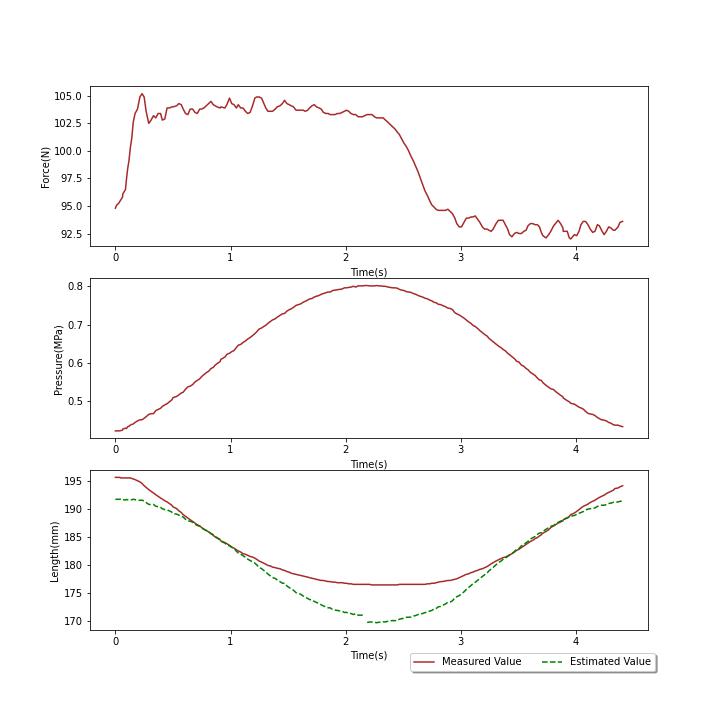 105.0
102.5
100.0
97.5
95.0
92.5
Force(N)
0 1 2 3 4
Time(s)
0.8
0.7
0.6
0.5
Pressure(MPa)
0 1 2 3 4
Time(s)
195
190
185
180
175
170
Length(mm)
0 1 2 3 4
Time(s)
Measured Value Estimated Value